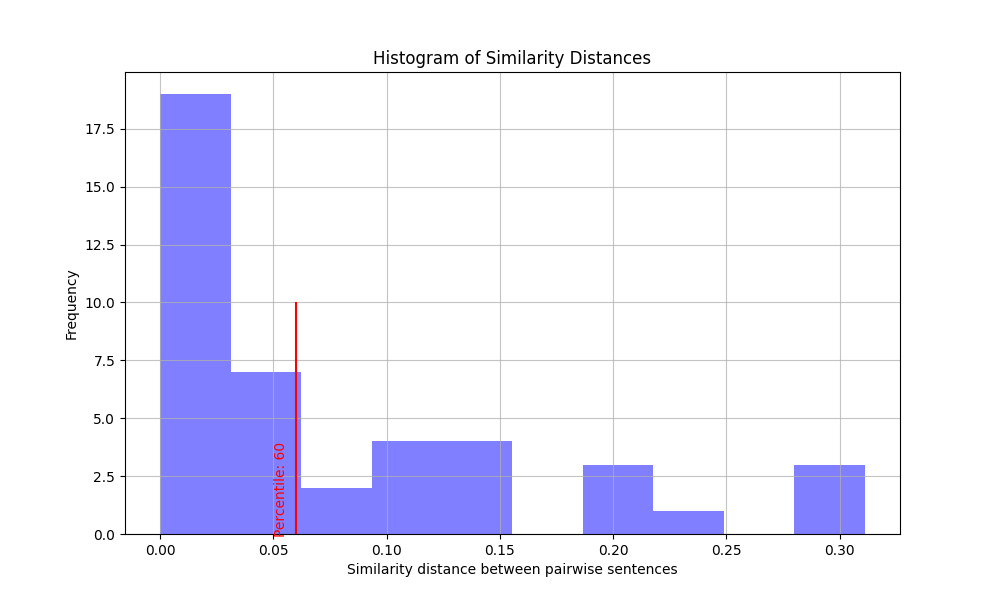 Histogram of Similarity Distances
Frequency
17.5
15.0
12.5
10.0
7.5
5.0
2.5
0.0
Percentile: 60
0.00 0.05 0.10 0.15 0.20 0.25 0.30
Similarity distance between pairwise sentences